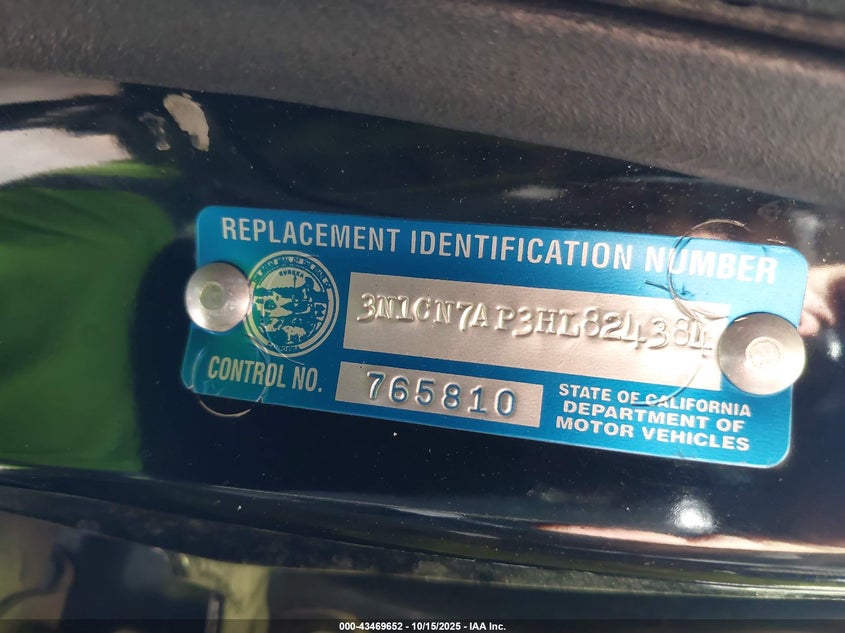 REPLACEMENT IDENTIFICATION NUMBER
EUREKA
3N1CN7AP3HL824384
CONTROL NO. 765810
STATE OF CALIFORNIA
DEPARTMENT OF
MOTOR VEHICLES
000-43469652 - 10/15/2025 - IAA Inc.